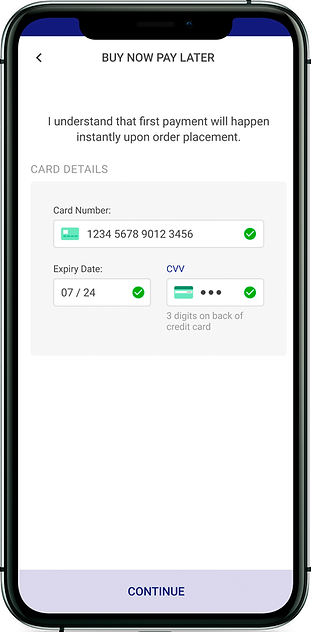 BUY NOW PAY LATER
I understand that first payment will happen
instantly upon order placement.
CARD DETAILS
Card Number:
1234 5678 9012 3456
Expiry Date:
CVV
07 / 24
•••
3 digits on back of
credit card
CONTINUE